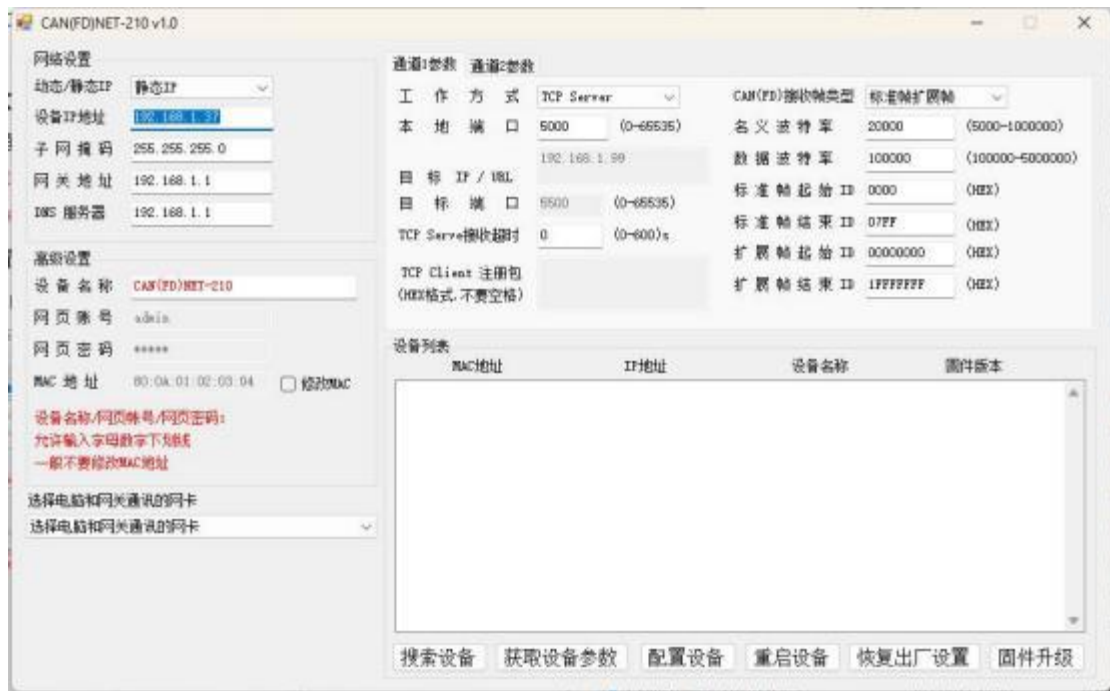 CAN(FD)NET-210 v1.0
网络设置
动态/静态IP 静态IP
设备IP地址 192.168.1.37
子网掩码 255.255.255.0
网关地址 192.168.1.1
DNS 服务器 192.168.1.1
高级设置
设备名称 CAN(FD)NET-210
网页账号 admin
网页密码 *****
MAC 地址 80:0A:01:02:03:04 修改MAC
设备名称/网页帐号/网页密码:
允许输入字母数字下划线
一般不要修改MAC地址
选择电脑和网关通讯的网卡
选择电脑和网关通讯的网卡
通道1参数 通道2参数
工作方式 TCP Server
本地端口 5000 (0-65535)
192.168.1.99
目标 IP / URL
目标端口 5500 (0-65535)
TCP Serve接收超时 0 (0-600)s
TCP Client 注册包
(HEX格式,不要空格)
CAN(FD)接收帧类型 标准帧扩展帧
名义波特率 20000 (5000-1000000)
数据波特率 100000 (100000-5000000)
标准帧起始ID 0000 (HEX)
标准帧结束ID 07FF (HEX)
扩展帧起始ID 00000000 (HEX)
扩展帧结束ID 1FFFFFFF (HEX)
设备列表
MAC地址 IP地址 设备名称 固件版本
搜索设备 获取设备参数 配置设备 重启设备 恢复出厂设置 固件升级